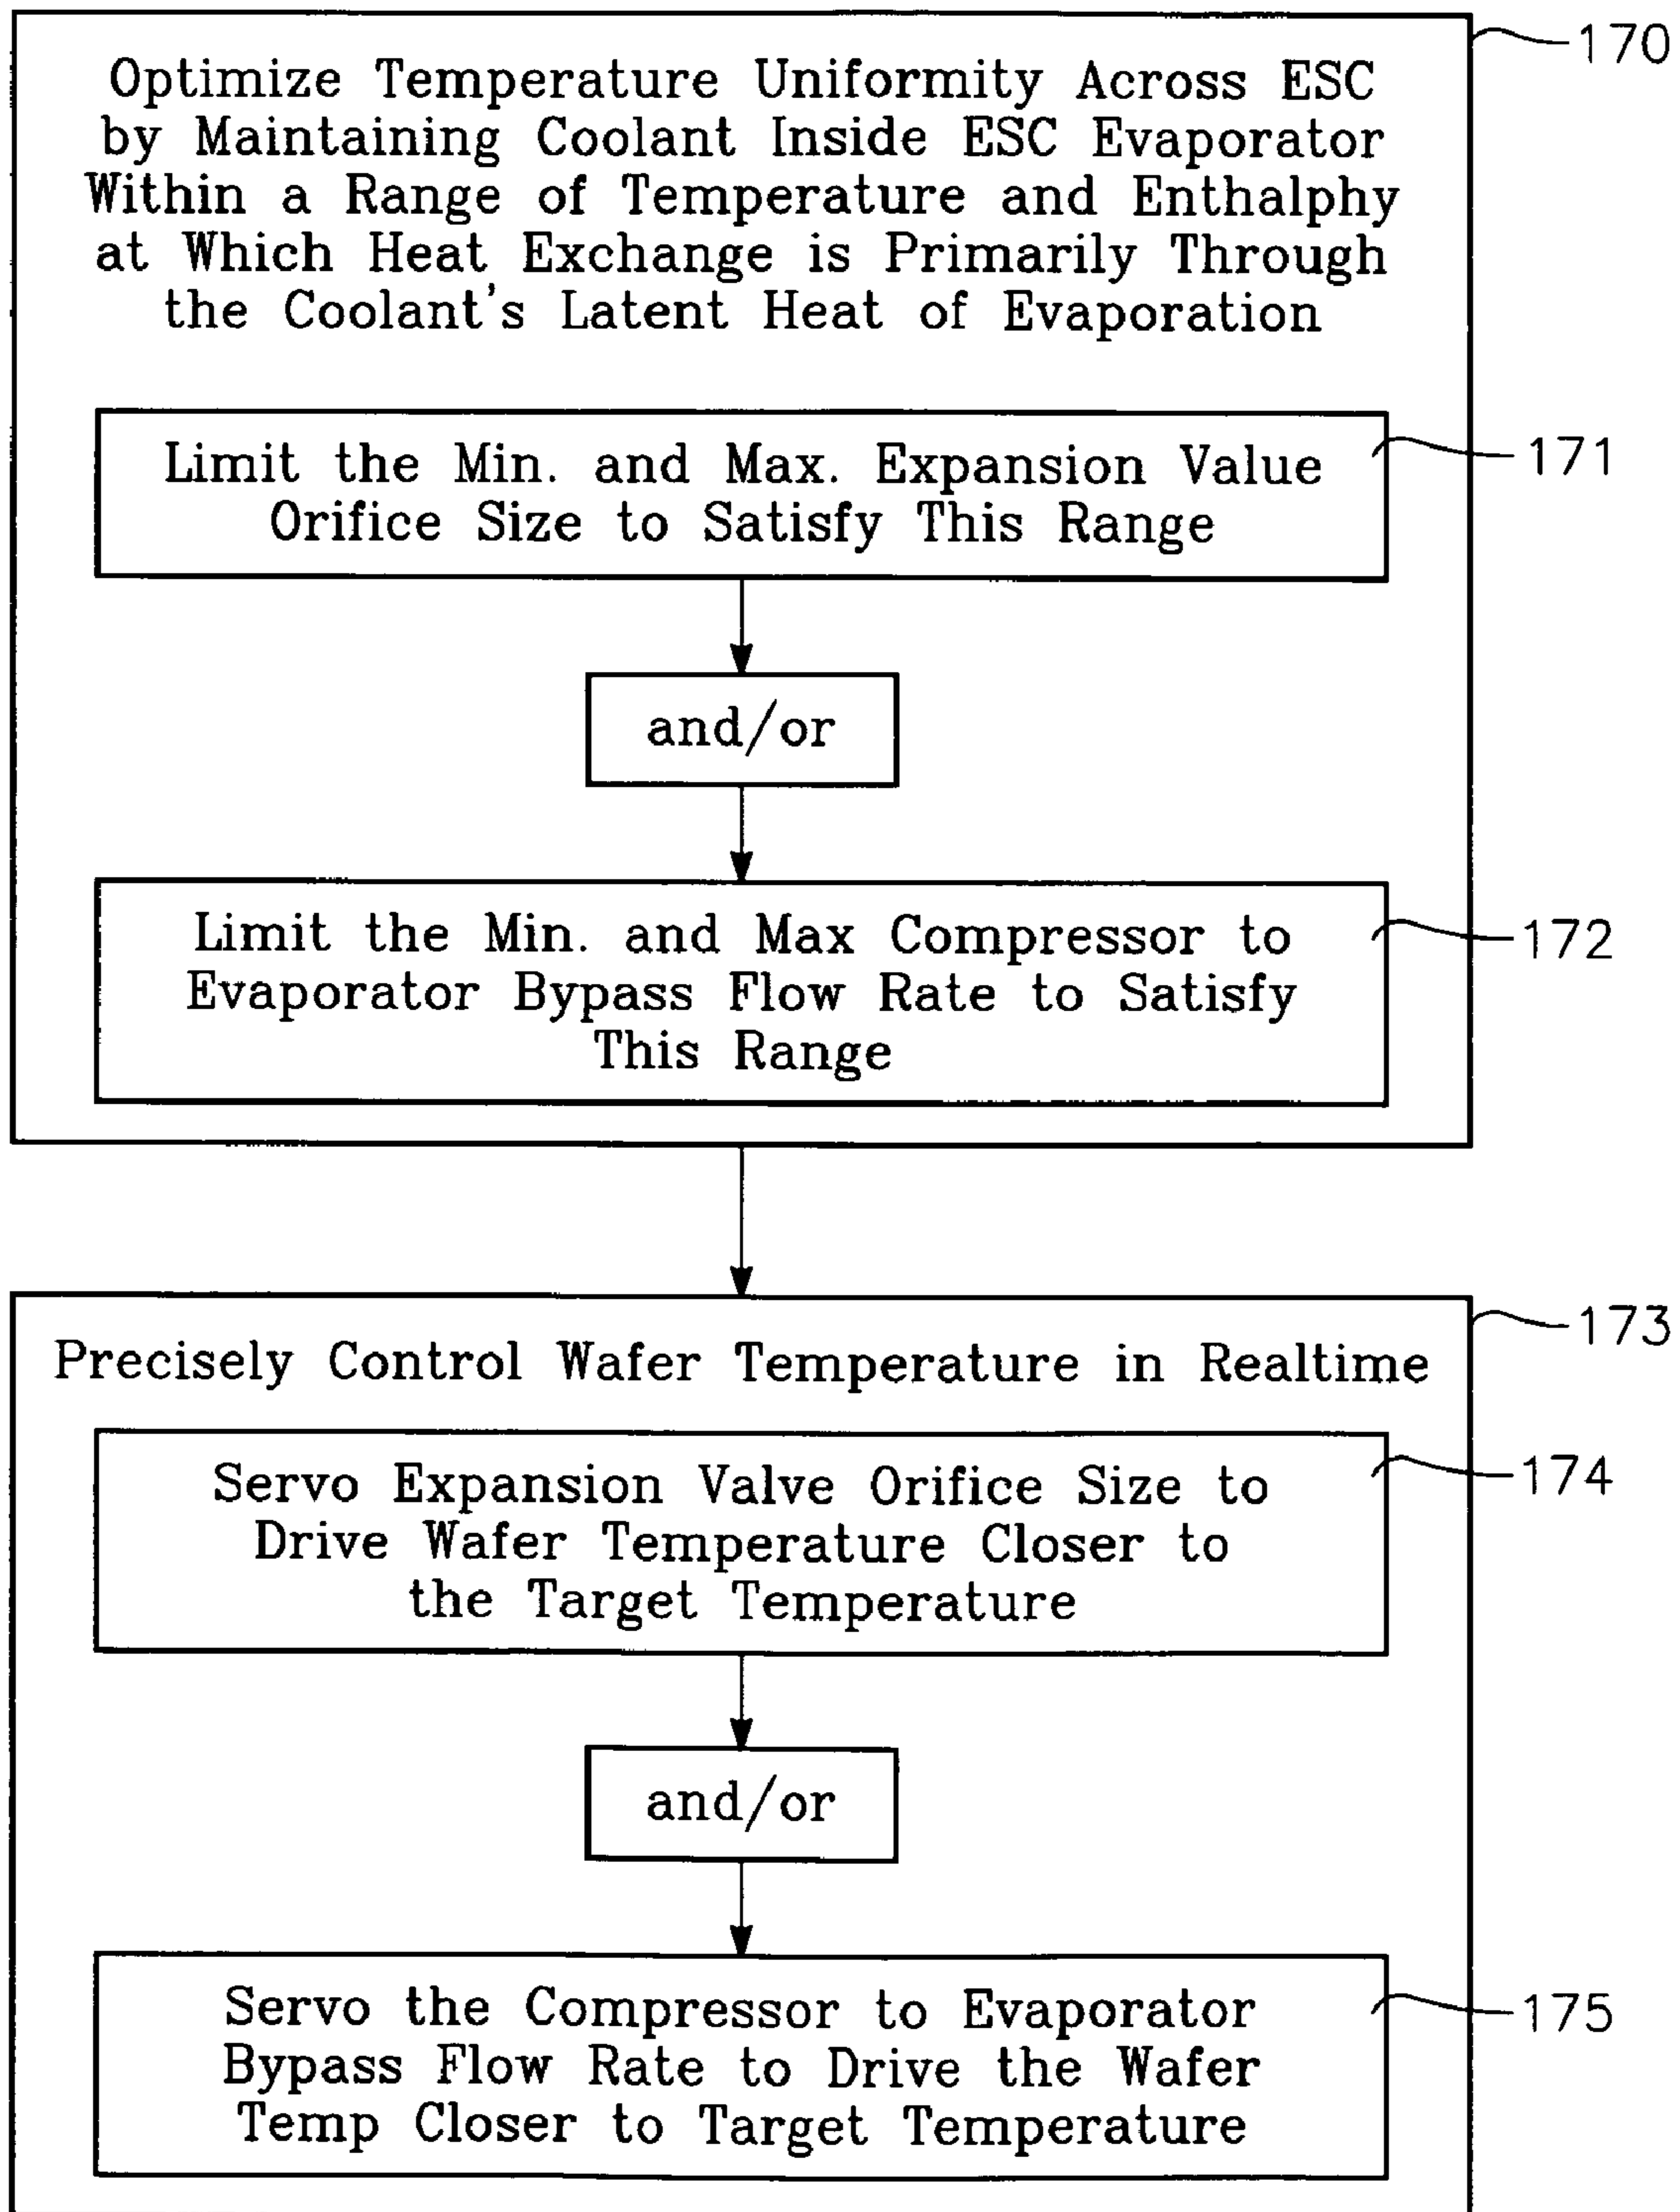 170
Optimize Temperature Uniformity Across ESC
by Maintaining Coolant Inside ESC Evaporator
Within a Range of Temperature and Enthalphy
at Which Heat Exchange is Primarily Through
the Coolant's Latent Heat of Evaporation
171
Limit the Min. and Max. Expansion Value
Orifice Size to Satisfy This Range
and/or
172
Limit the Min. and Max Compressor to
Evaporator Bypass Flow Rate to Satisfy
This Range
173
Precisely Control Wafer Temperature in Realtime
174
Servo Expansion Valve Orifice Size to
Drive Wafer Temperature Closer to
the Target Temperature
and/or
175
Servo the Compressor to Evaporator
Bypass Flow Rate to Drive the Wafer
Temp Closer to Target Temperature